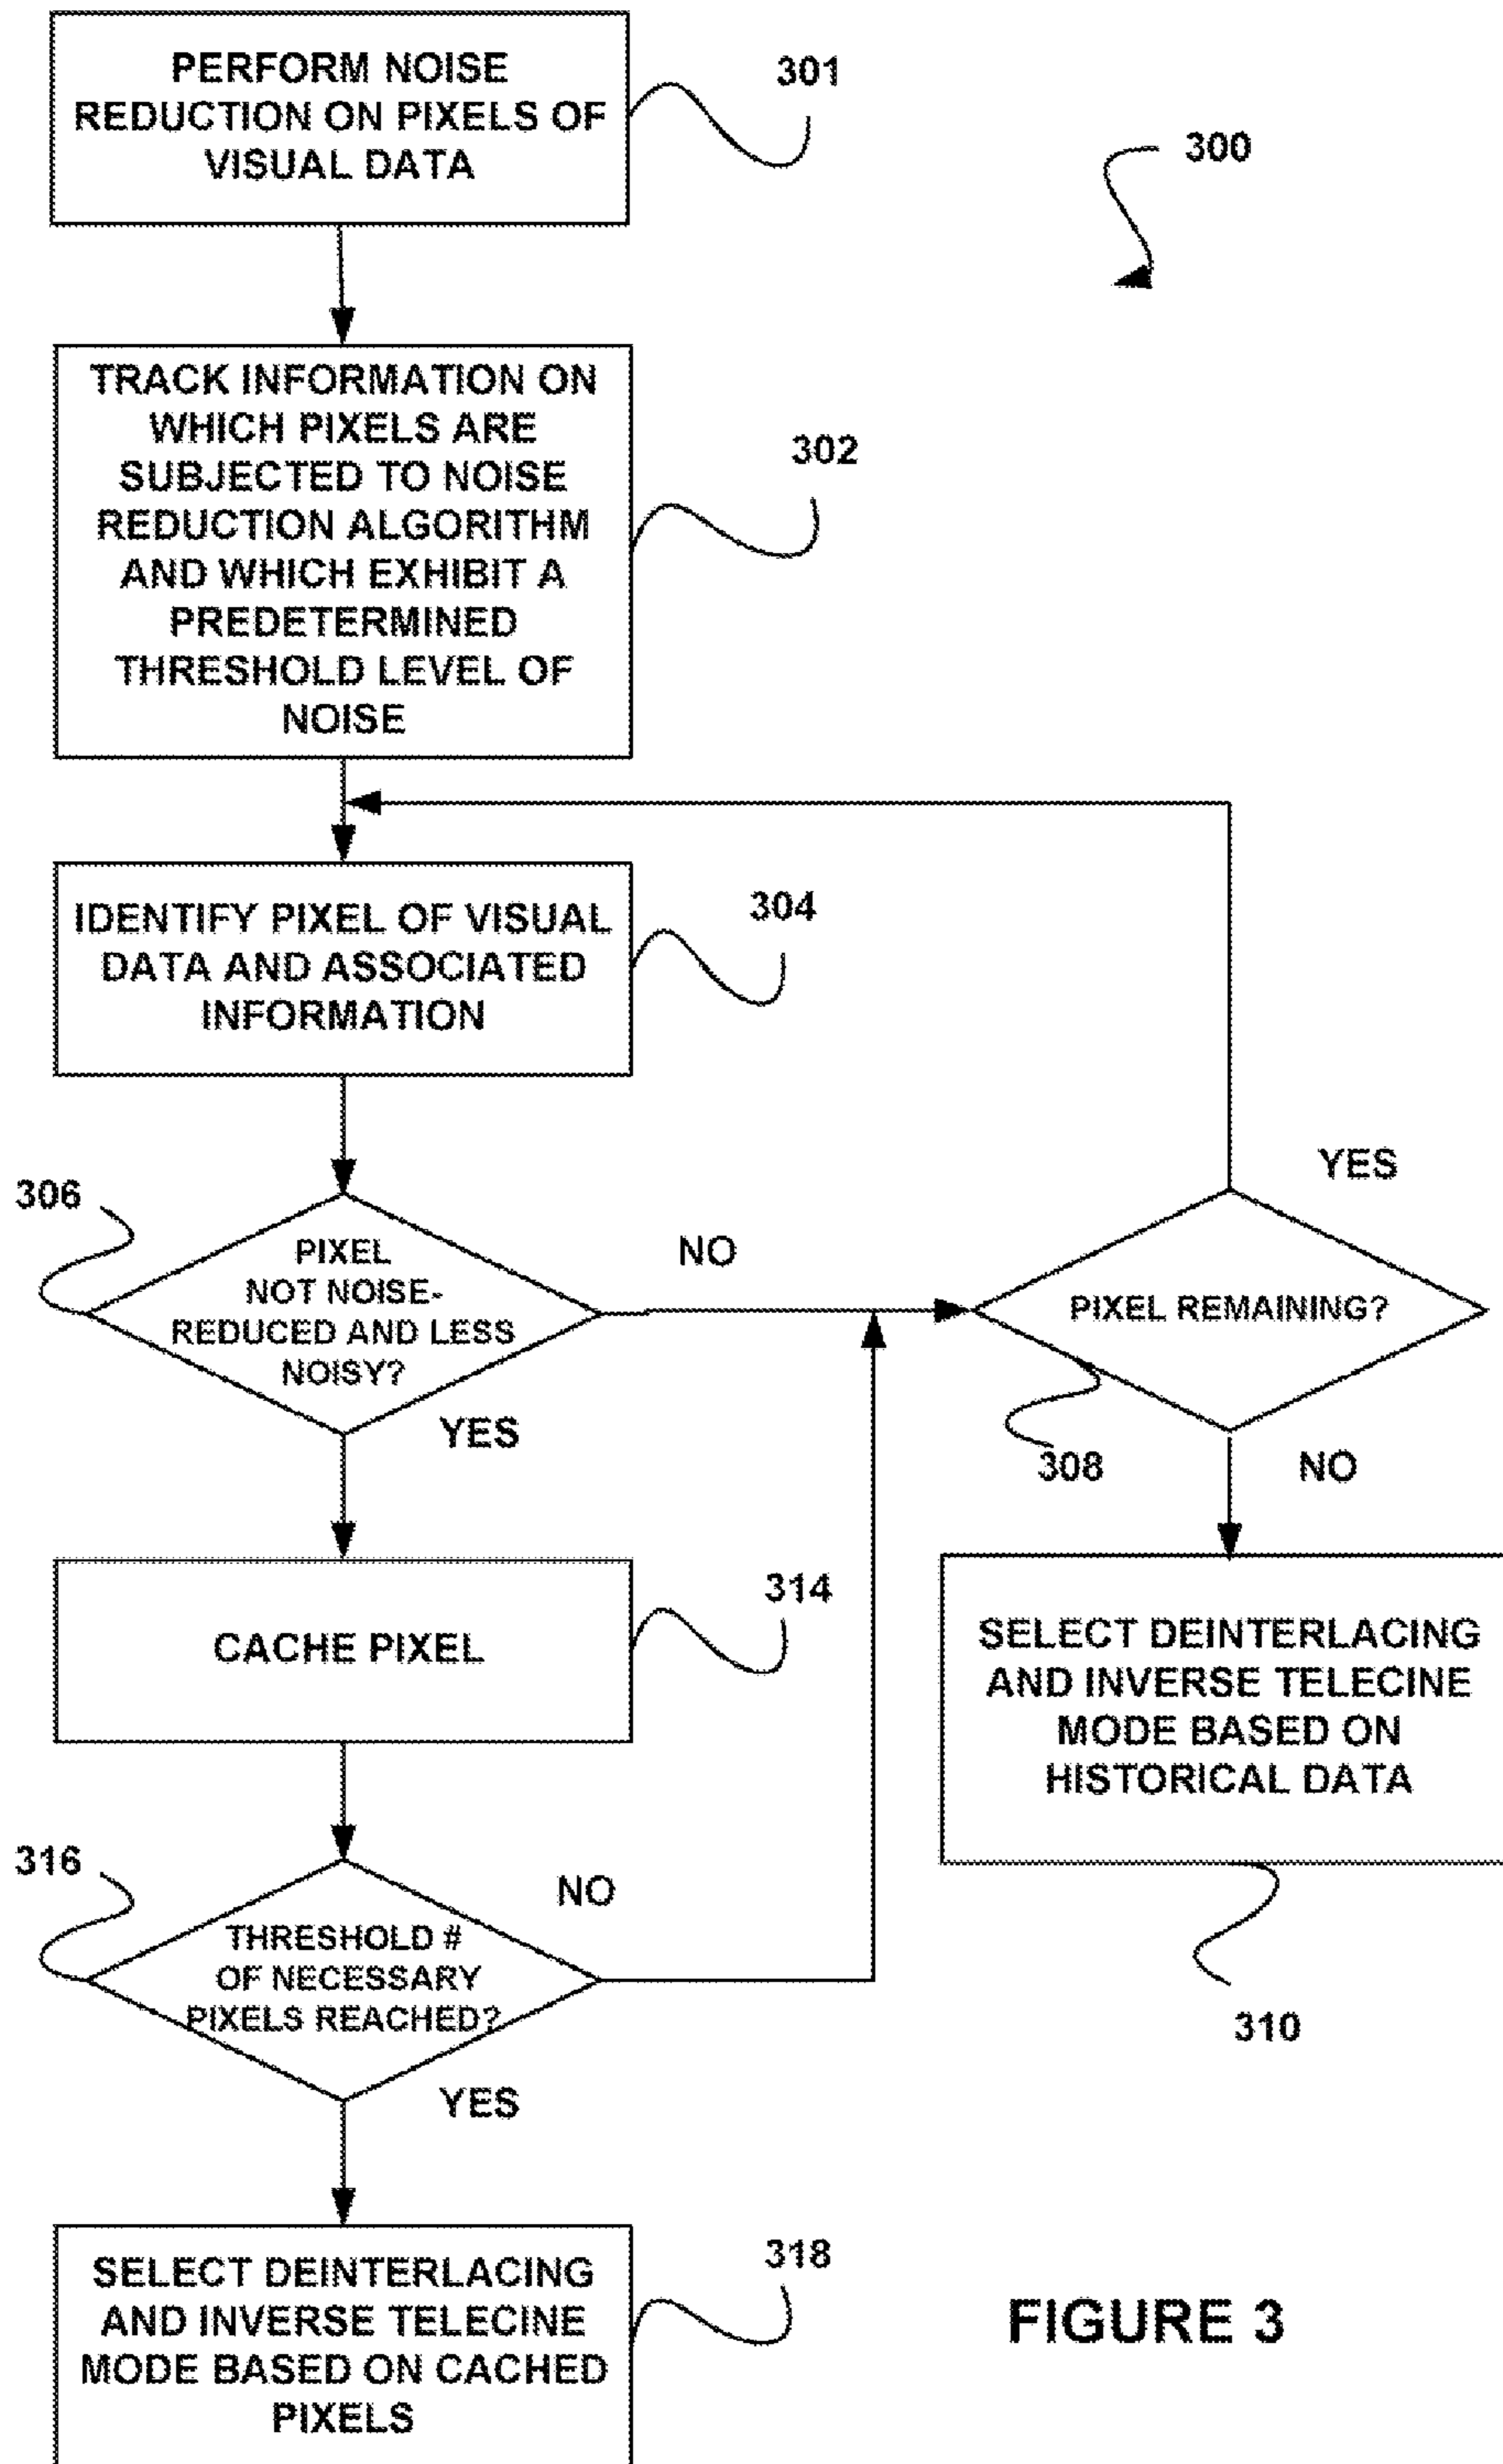 PERFORM NOISE
REDUCTION ON PIXELS OF
VISUAL DATA
301
300
TRACK INFORMATION ON
WHICH PIXELS ARE
SUBJECTED TO NOISE
REDUCTION ALGORITHM
AND WHICH EXHIBIT A
PREDETERMINED
THRESHOLD LEVEL OF
NOISE
302
IDENTIFY PIXEL OF VISUAL
DATA AND ASSOCIATED
INFORMATION
304
306
PIXEL
NOT NOISE-
REDUCED AND LESS
NOISY?
NO
YES
PIXEL REMAINING?
YES
308
NO
CACHE PIXEL
314
SELECT DEINTERLACING
AND INVERSE TELECINE
MODE BASED ON
HISTORICAL DATA
310
316
THRESHOLD #
OF NECESSARY
PIXELS REACHED?
NO
YES
SELECT DEINTERLACING
AND INVERSE TELECINE
MODE BASED ON CACHED
PIXELS
318
FIGURE 3